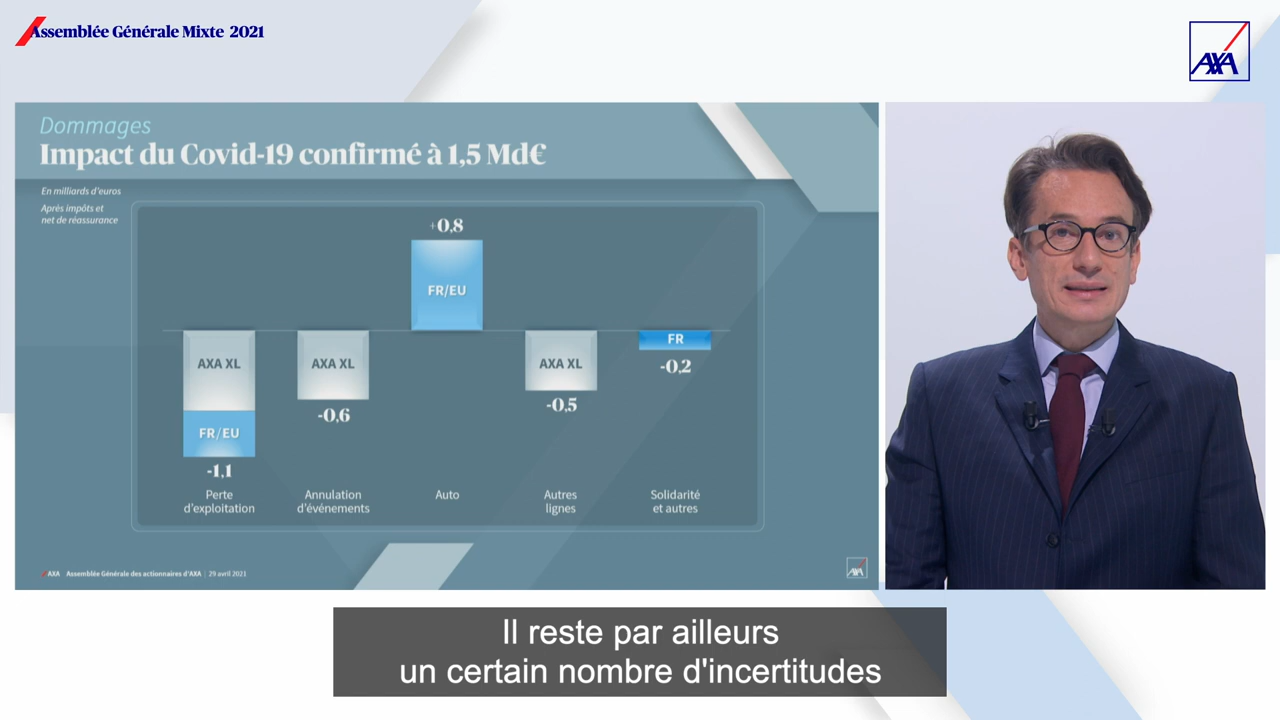 Assemblée Générale Mixte 2021
AXA
Dommages
Impact du Covid-19 confirmé à 1,5 Md€
En milliards d'euros
Après impôts et
net de réassurance
+0,8
FR/EU
AXA XL
AXA XL
AXA XL
FR
-0,2
FR/EU
-0,6
-0,5
-1,1
Perte
d'exploitation
Annulation
d'événements
Auto
Autres
lignes
Solidarité
et autres
AXA Assemblée Générale des actionnaires d'AXA | 29 avril 2021
AXA
Il reste par ailleurs
un certain nombre d'incertitudes